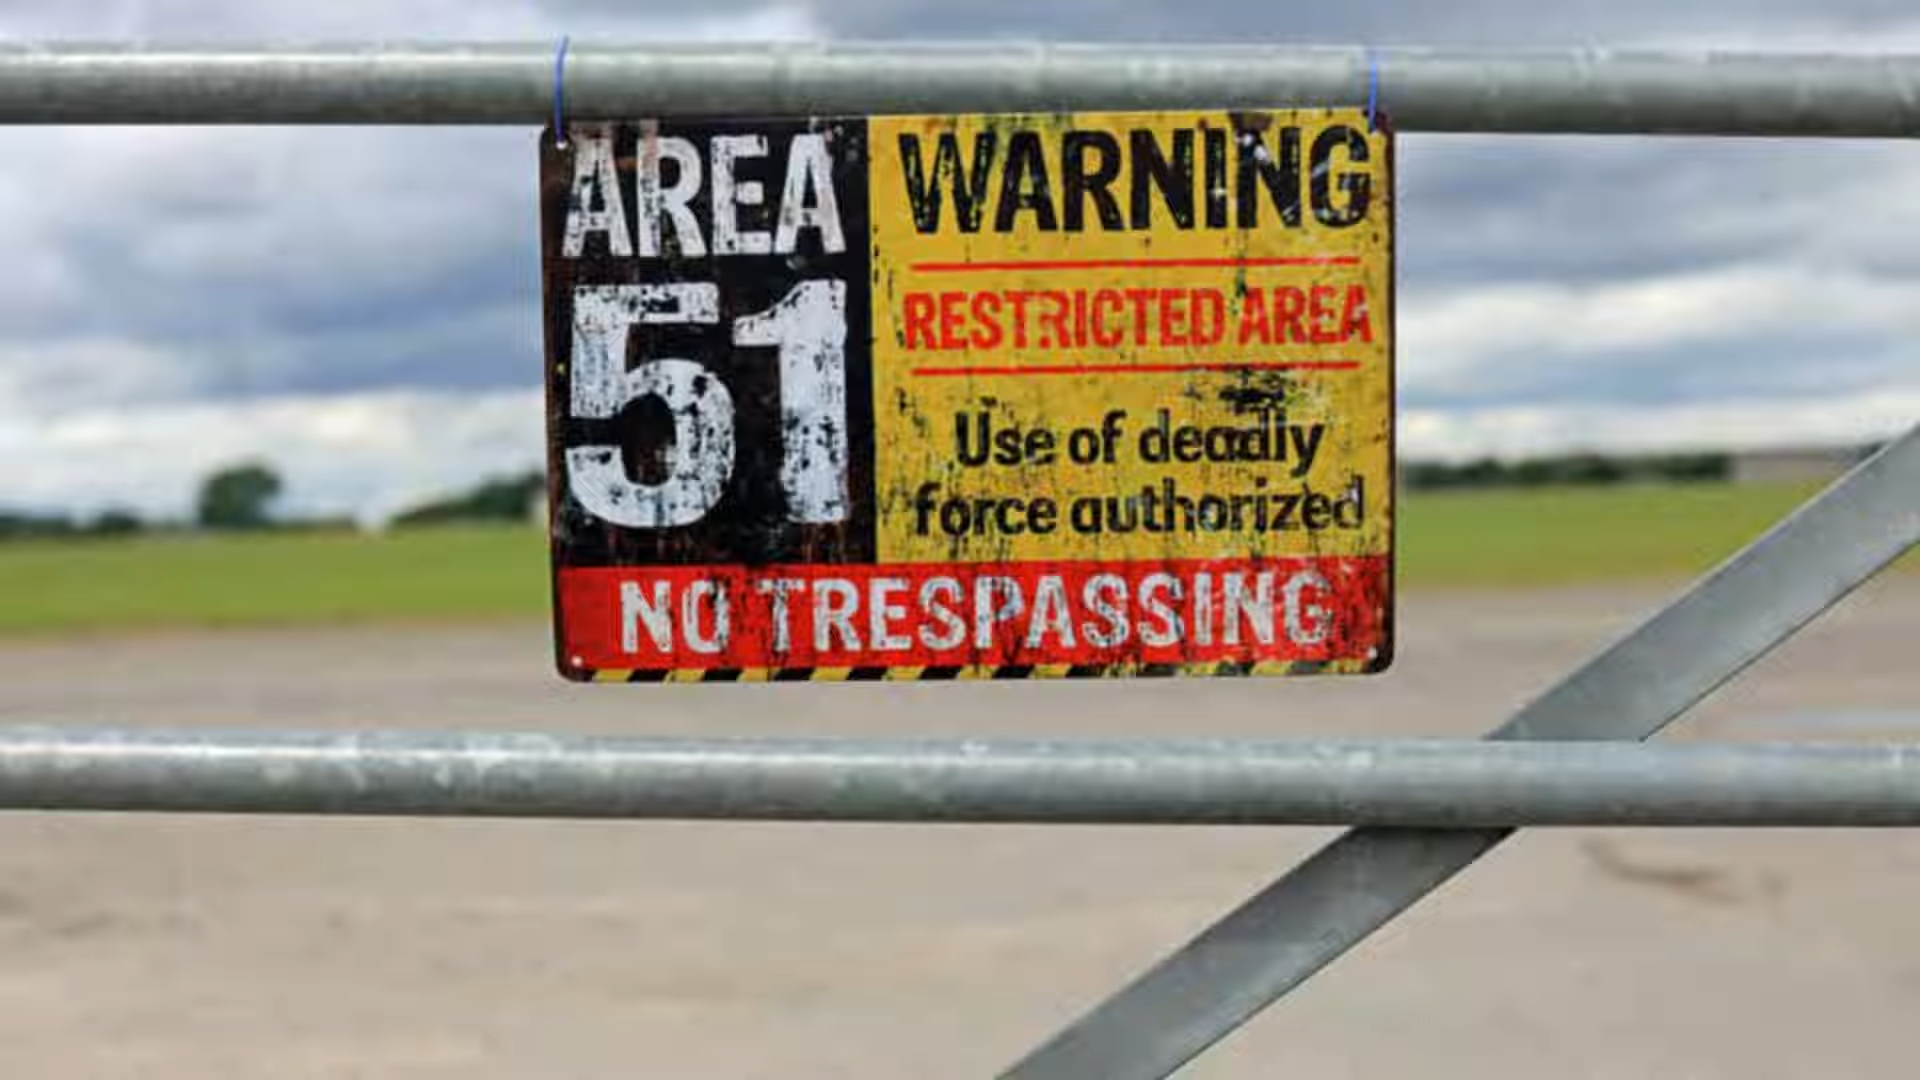 AREA
51
WARNING
RESTRICTED AREA
Use of deadly
force authorized
NO TRESPASSING